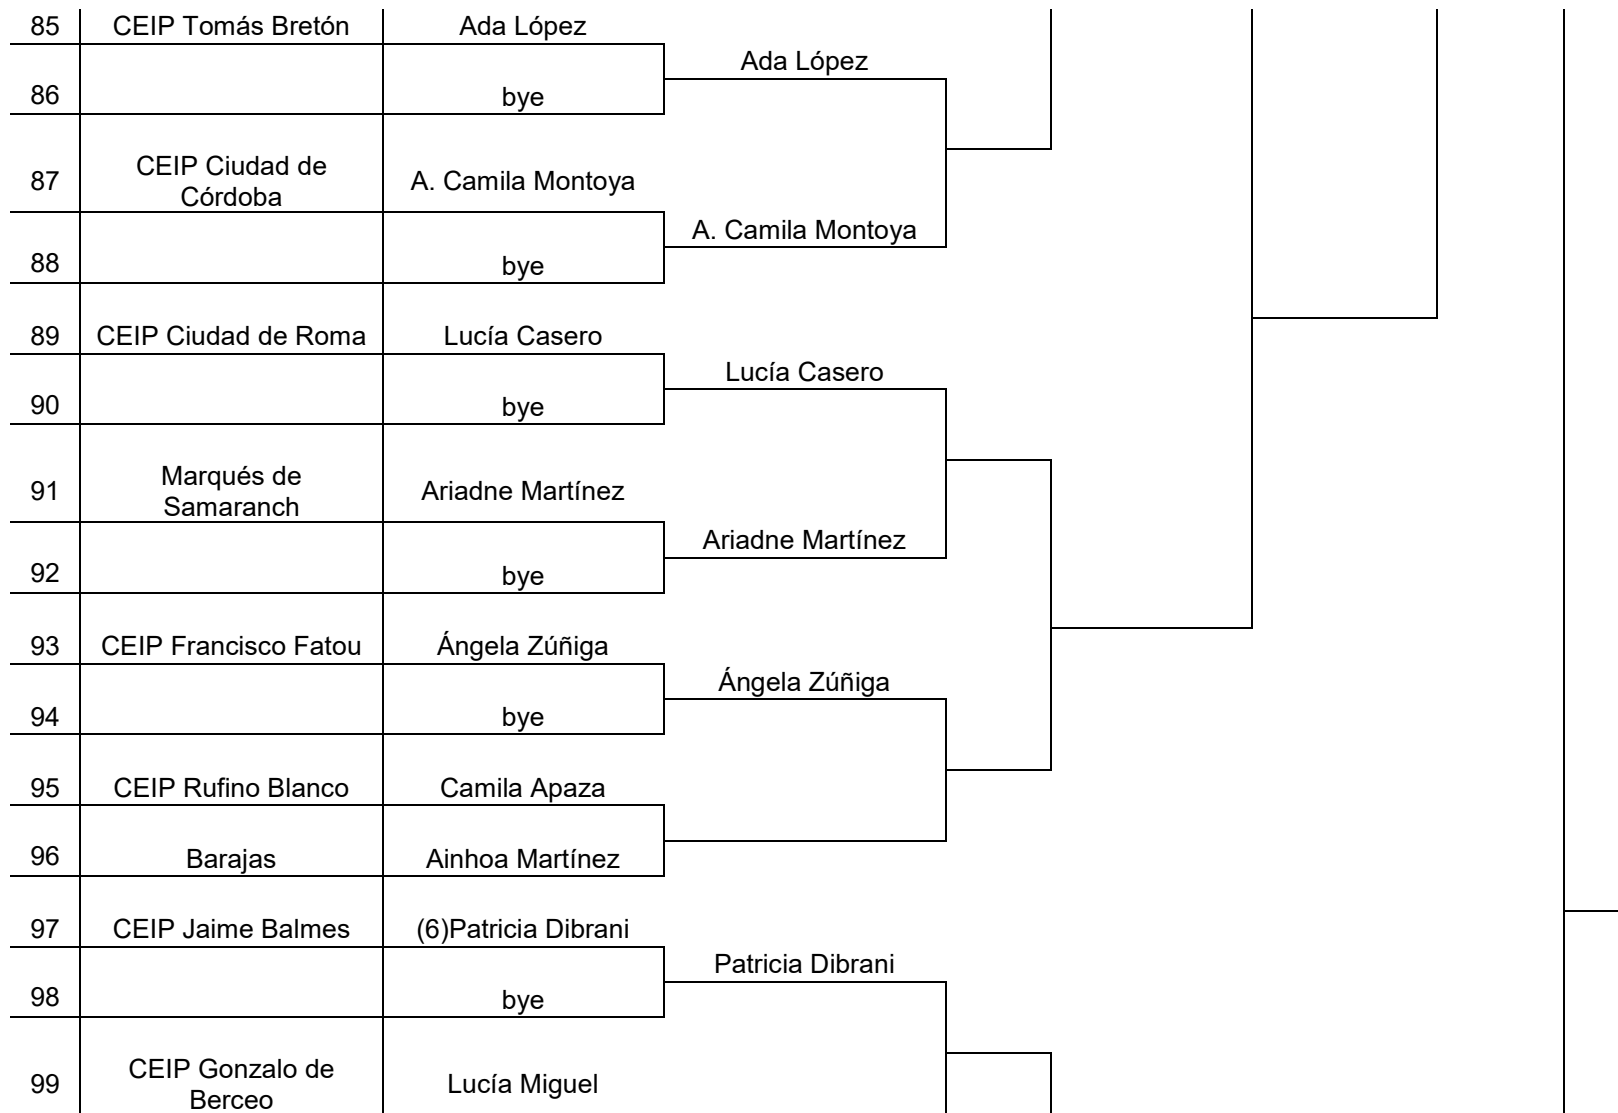 85 CEIP Tomás Bretón Ada López
Ada López
86 bye
87 CEIP Ciudad de Córdoba A. Camila Montoya
A. Camila Montoya
88 bye
89 CEIP Ciudad de Roma Lucía Casero
Lucía Casero
90 bye
91 Marqués de Samaranch Ariadne Martínez
Ariadne Martínez
92 bye
93 CEIP Francisco Fatou Ángela Zúñiga
Ángela Zúñiga
94 bye
95 CEIP Rufino Blanco Camila Apaza
96 Barajas Ainhoa Martínez
97 CEIP Jaime Balmes (6)Patricia Dibrani
Patricia Dibrani
98 bye
99 CEIP Gonzalo de Berceo Lucía Miguel